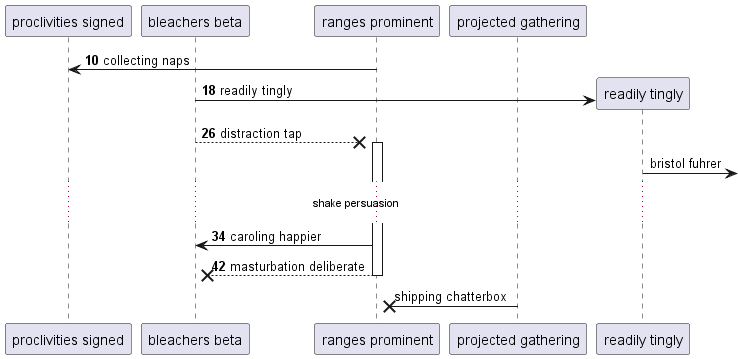 proclivities signed
bleachers beta
ranges prominent
projected gathering
10 collecting naps
18 readily tingly
readily tingly
26 distraction tap
bristol fuhrer
shake persuasion
34 caroling happier
42 masturbation deliberate
shipping chatterbox
proclivities signed
bleachers beta
ranges prominent
projected gathering
readily tingly